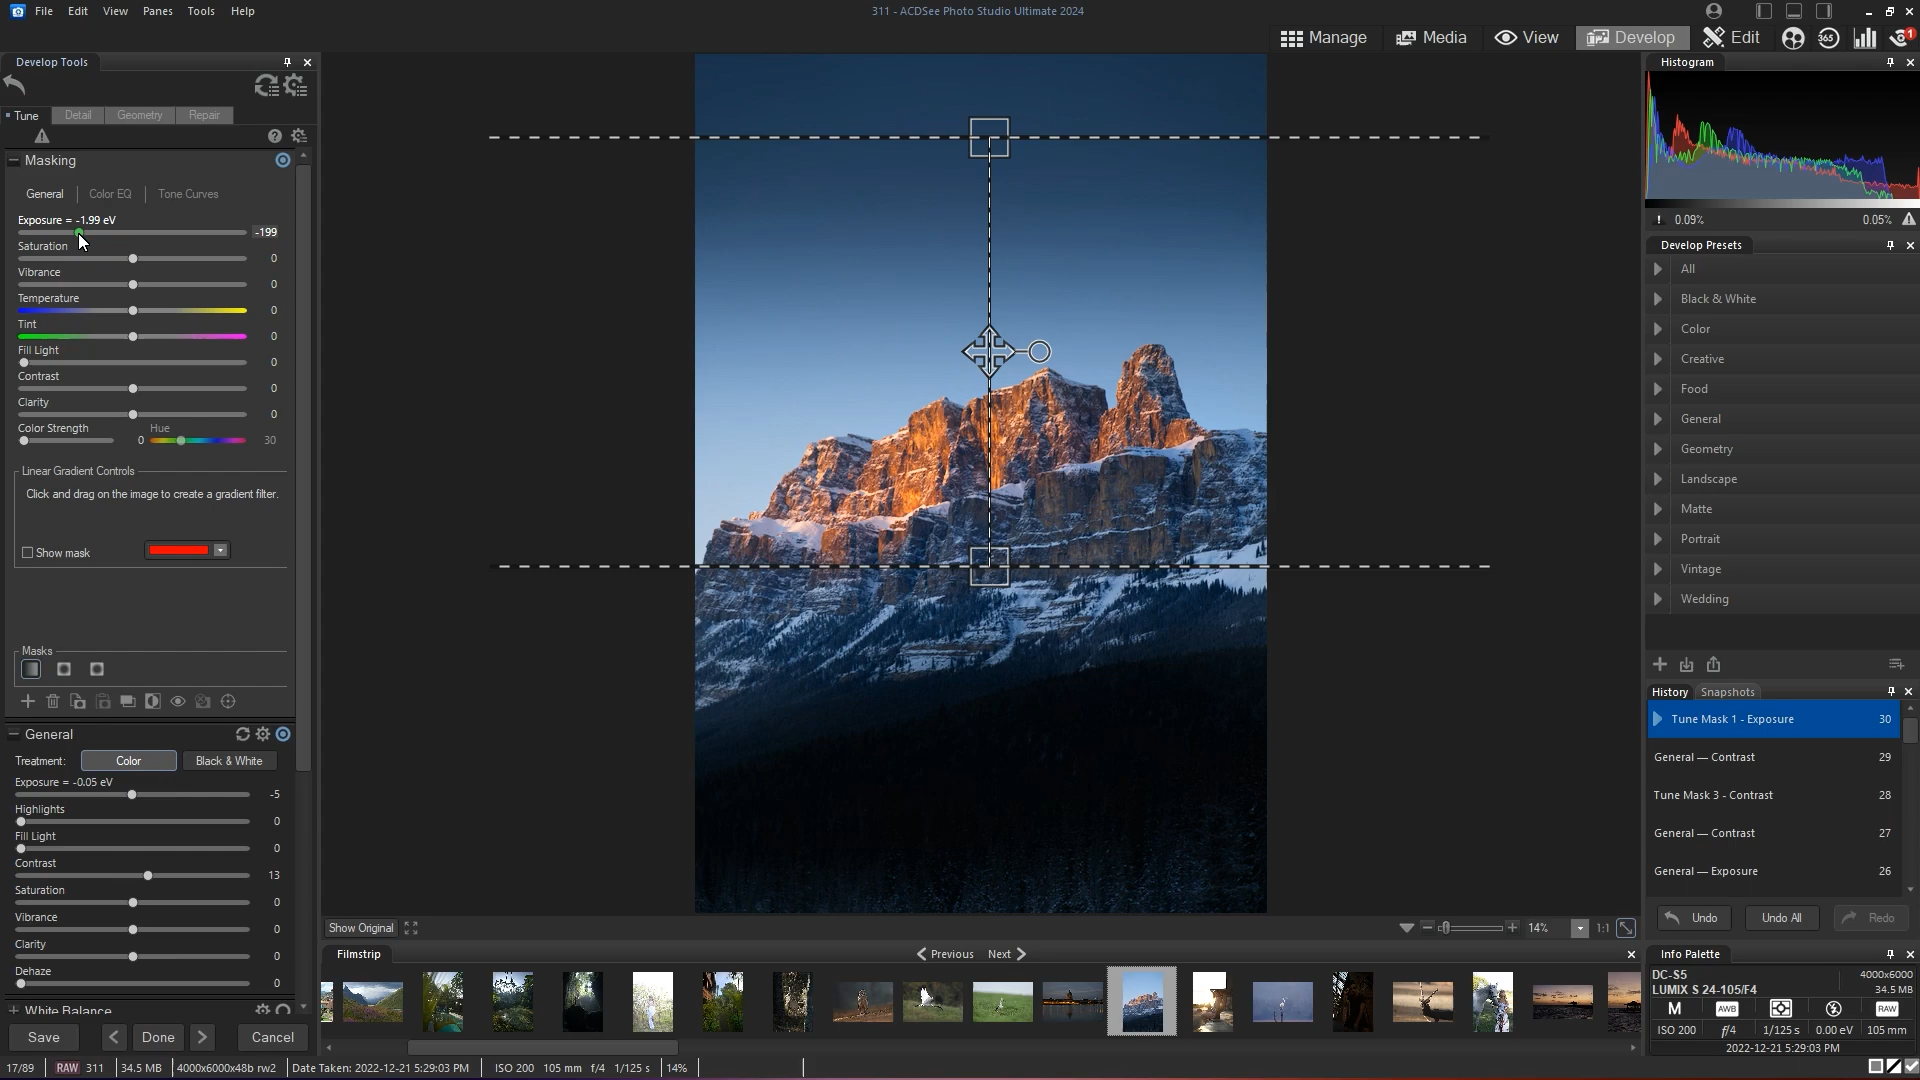 File Edit View Panes Tools Help
311 - ACDSee Photo Studio Ultimate 2024
Manage Media View Develop Edit 365 1
Develop Tools
Tune Detail Geometry Repair
Masking
General Color EQ Tone Curves
Exposure = -1.99 eV
-199
Saturation
0
Vibrance
0
Temperature
0
Tint
0
Fill Light
0
Contrast
0
Clarity
0
Color Strength Hue
0 30
Linear Gradient Controls
Click and drag on the image to create a gradient filter.
Show mask
Masks
General
Treatment: Color Black & White
Exposure = -0.05 eV
-5
Highlights
0
Fill Light
0
Contrast
13
Saturation
0
Vibrance
0
Clarity
0
Dehaze
0
White Balance
Save Done Cancel
Show Original
14% 1:1
Filmstrip
Previous Next
Histogram
0.09% 0.05%
Develop Presets
All
Black & White
Color
Creative
Food
General
Geometry
Landscape
Matte
Portrait
Vintage
Wedding
History Snapshots
Tune Mask 1 - Exposure 30
General — Contrast 29
Tune Mask 3 - Contrast 28
General — Contrast 27
General — Exposure 26
Undo Undo All Redo
Info Palette
DC-S5 4000x6000
LUMIX S 24-105/F4 34.5 MB
M AWB RAW
ISO 200 f/4 1/125 s 0.00 eV 105 mm
2022-12-21 5:29:03 PM
17/89 RAW 311 34.5 MB 4000x6000x48b rw2 Date Taken: 2022-12-21 5:29:03 PM ISO 200 105 mm f/4 1/125 s 14%